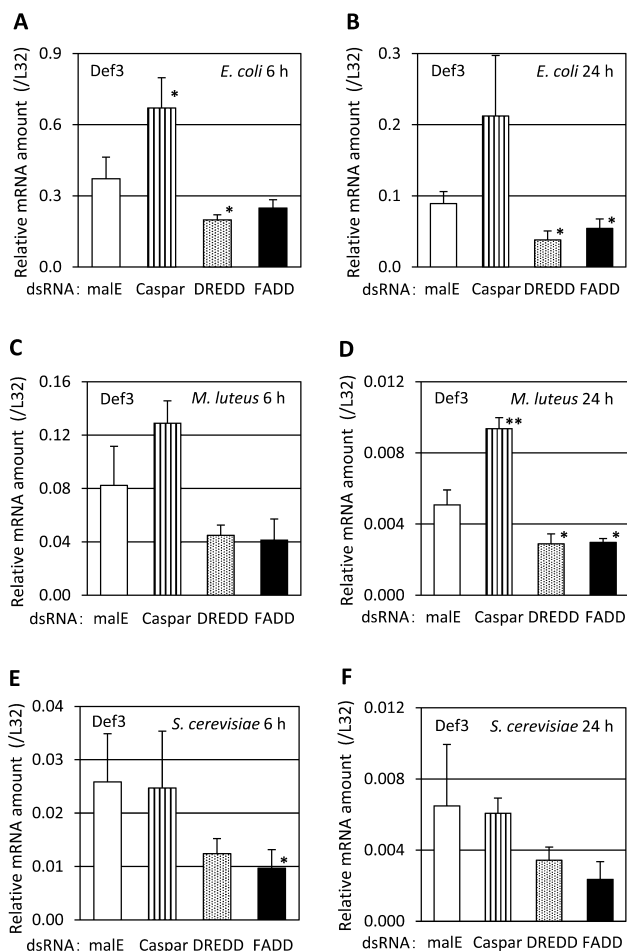 A
Relative mRNA amount (/L32)
0.9
0.6
0.3
0.0
Def3
E. coli 6 h
*
*
dsRNA: malE Caspar DREDD FADD
B
Relative mRNA amount (/L32)
0.3
0.2
0.1
0.0
Def3
E. coli 24 h
*
*
dsRNA: malE Caspar DREDD FADD
C
Relative mRNA amount (/L32)
0.16
0.12
0.08
0.04
0.00
Def3
M. luteus 6 h
dsRNA: malE Caspar DREDD FADD
D
Relative mRNA amount (/L32)
0.012
0.008
0.004
0.000
Def3
M. luteus 24 h
**
*
*
dsRNA: malE Caspar DREDD FADD
E
Relative mRNA amount (/L32)
0.04
0.03
0.02
0.01
0.00
Def3
S. cerevisiae 6 h
*
dsRNA: malE Caspar DREDD FADD
F
Relative mRNA amount (/L32)
0.012
0.008
0.004
0.000
Def3
S. cerevisiae 24 h
dsRNA: malE Caspar DREDD FADD